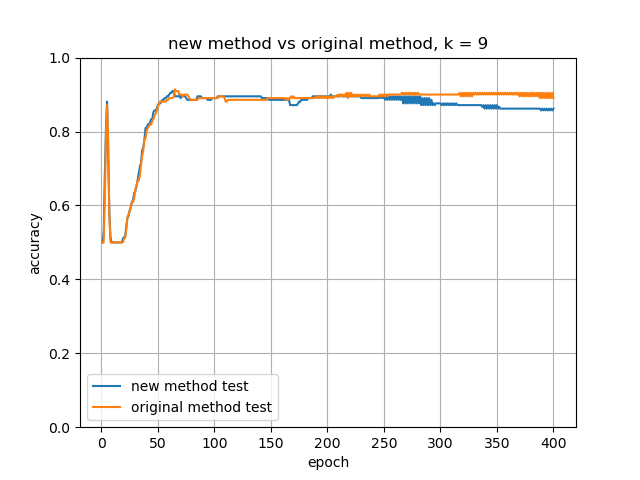 new method vs original method, k = 9
1.0
0.8
0.6
0.4
0.2
0.0
accuracy
new method test
original method test
0 50 100 150 200 250 300 350 400
epoch